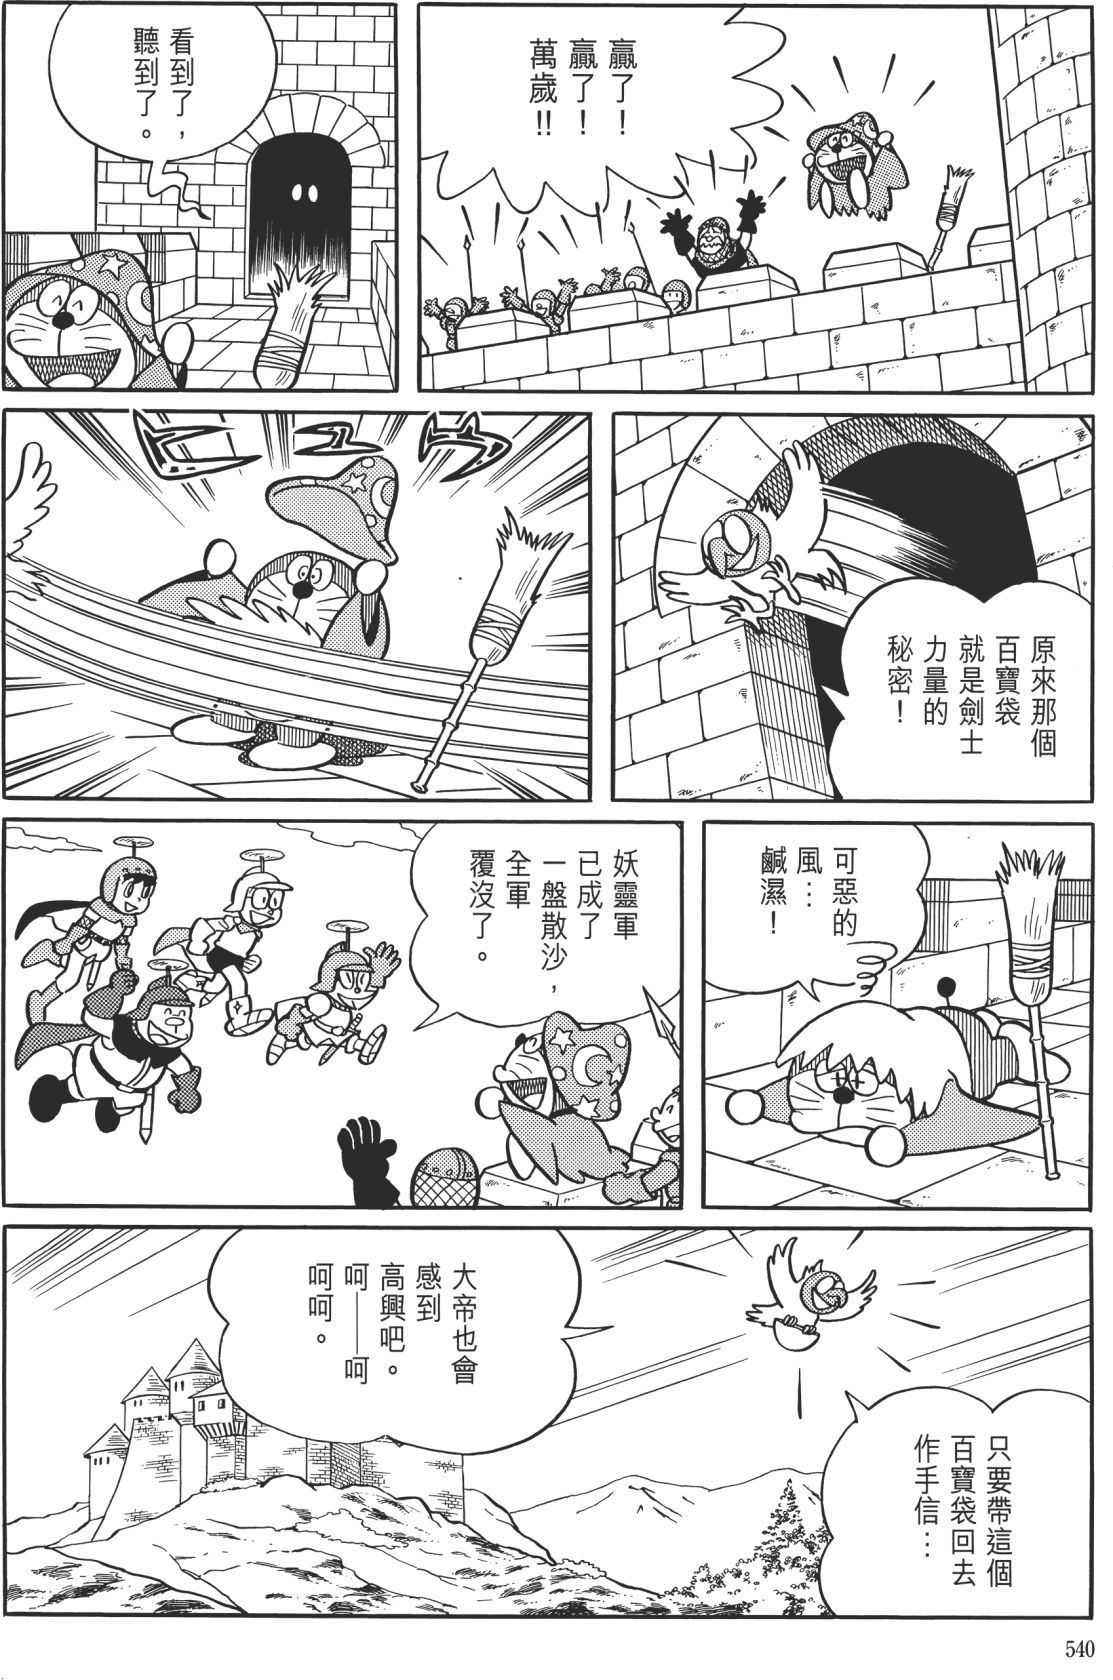 贏了！
贏了！
萬歲!!
看到了，
聽到了。
原來那個
百寶袋
就是劍士
力量的
秘密！
ヒュウ
可惡的
風…
鹹濕！
妖靈軍
已成了
一盤散沙，
全軍
覆沒了。
只要帶這個
百寶袋回去
作手信…
大帝也會
感到
高興吧。
呵──呵
呵呵。
540